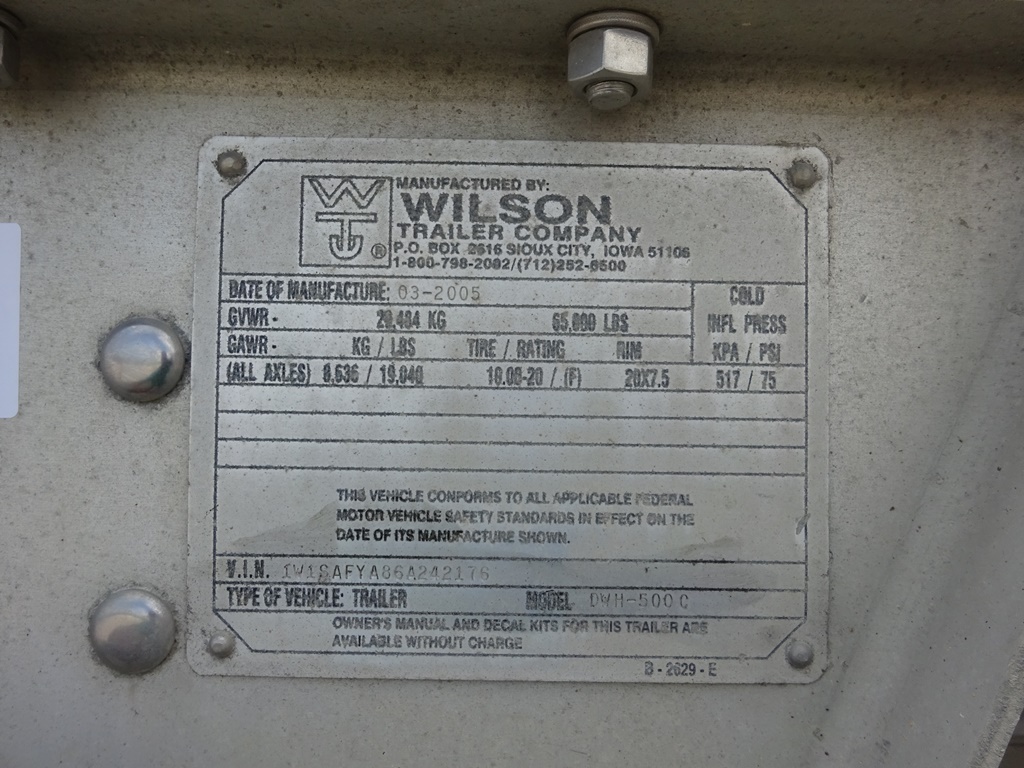 WTC ®
MANUFACTURED BY:
WILSON
TRAILER COMPANY
P.O. BOX 2616 SIOUX CITY, IOWA 51106
1-800-798-2002/(712)252-6500
DATE OF MANUFACTURE: 03-2005
COLD
INFL PRESS
KPA / PSI
GVWR - 29,484 KG 65,000 LBS
GAWR - KG / LBS TIRE / RATING RIM
(ALL AXLES) 8,636 / 19,040 10.00-20 / (F) 20X7.5 517 / 75
THIS VEHICLE CONFORMS TO ALL APPLICABLE FEDERAL
MOTOR VEHICLE SAFETY STANDARDS IN EFFECT ON THE
DATE OF ITS MANUFACTURE SHOWN.
V.I.N. 1W1SAFYA86A242176
TYPE OF VEHICLE: TRAILER MODEL DWH-500C
OWNER'S MANUAL AND DECAL KITS FOR THIS TRAILER ARE
AVAILABLE WITHOUT CHARGE
B - 2629 - E